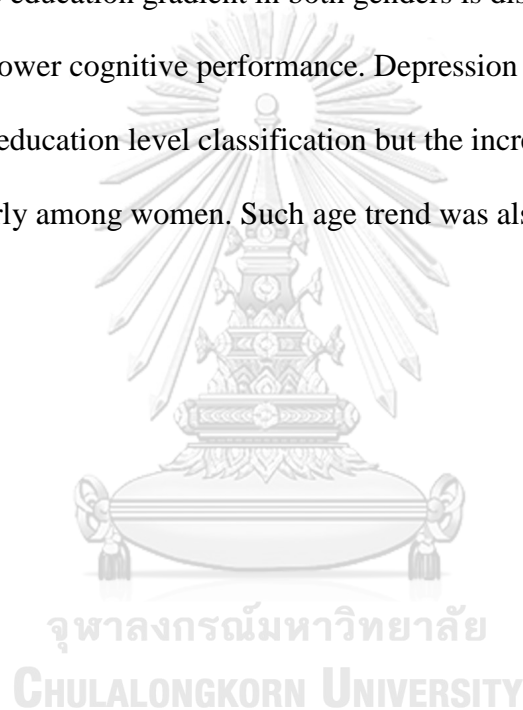 education gradient in both genders is dis
ower cognitive performance. Depression
education level classification but the incre
rly among women. Such age trend was als
จุฬาลงกรณ์มหาวิทยาลัย
CHULALONGKORN UNIVERSITY